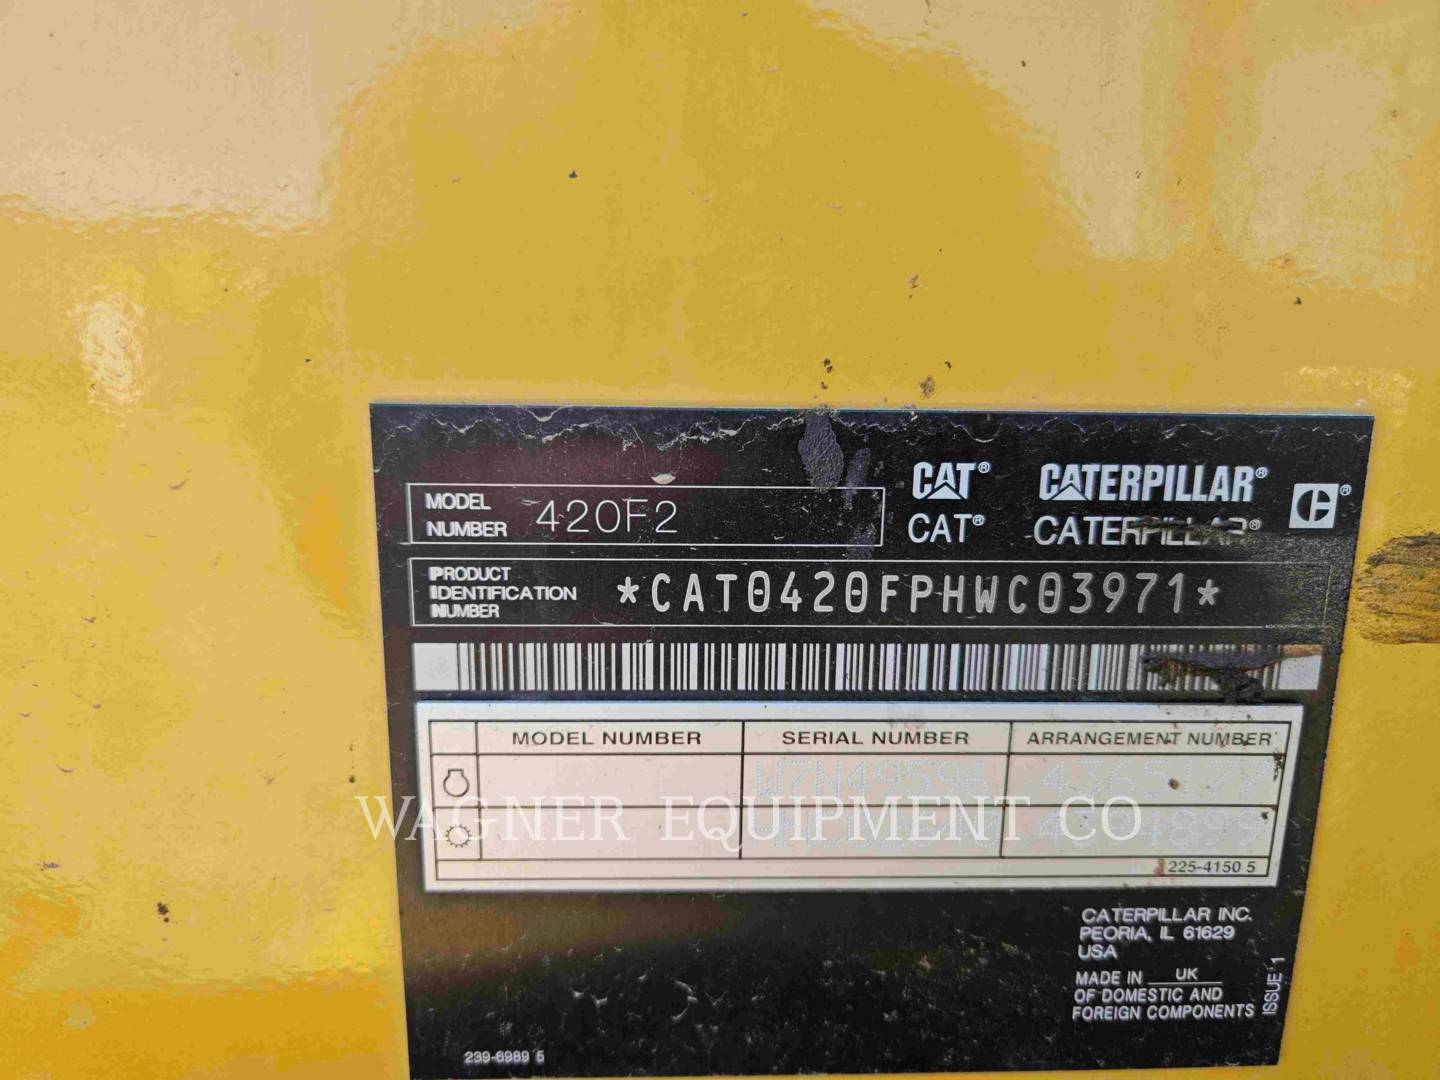 MODEL NUMBER 420F2
CAT® CATERPILLAR® C®
CAT® CATERPILLAR®
PRODUCT IDENTIFICATION NUMBER *CAT0420FPHWC03971*
MODEL NUMBER SERIAL NUMBER ARRANGEMENT NUMBER
W7N49596
WAGNER EQUIPMENT CO
225-4150 5
CATERPILLAR INC.
PEORIA, IL 61629
USA
MADE IN UK
OF DOMESTIC AND
FOREIGN COMPONENTS
ISSUE 1
239-6989 5